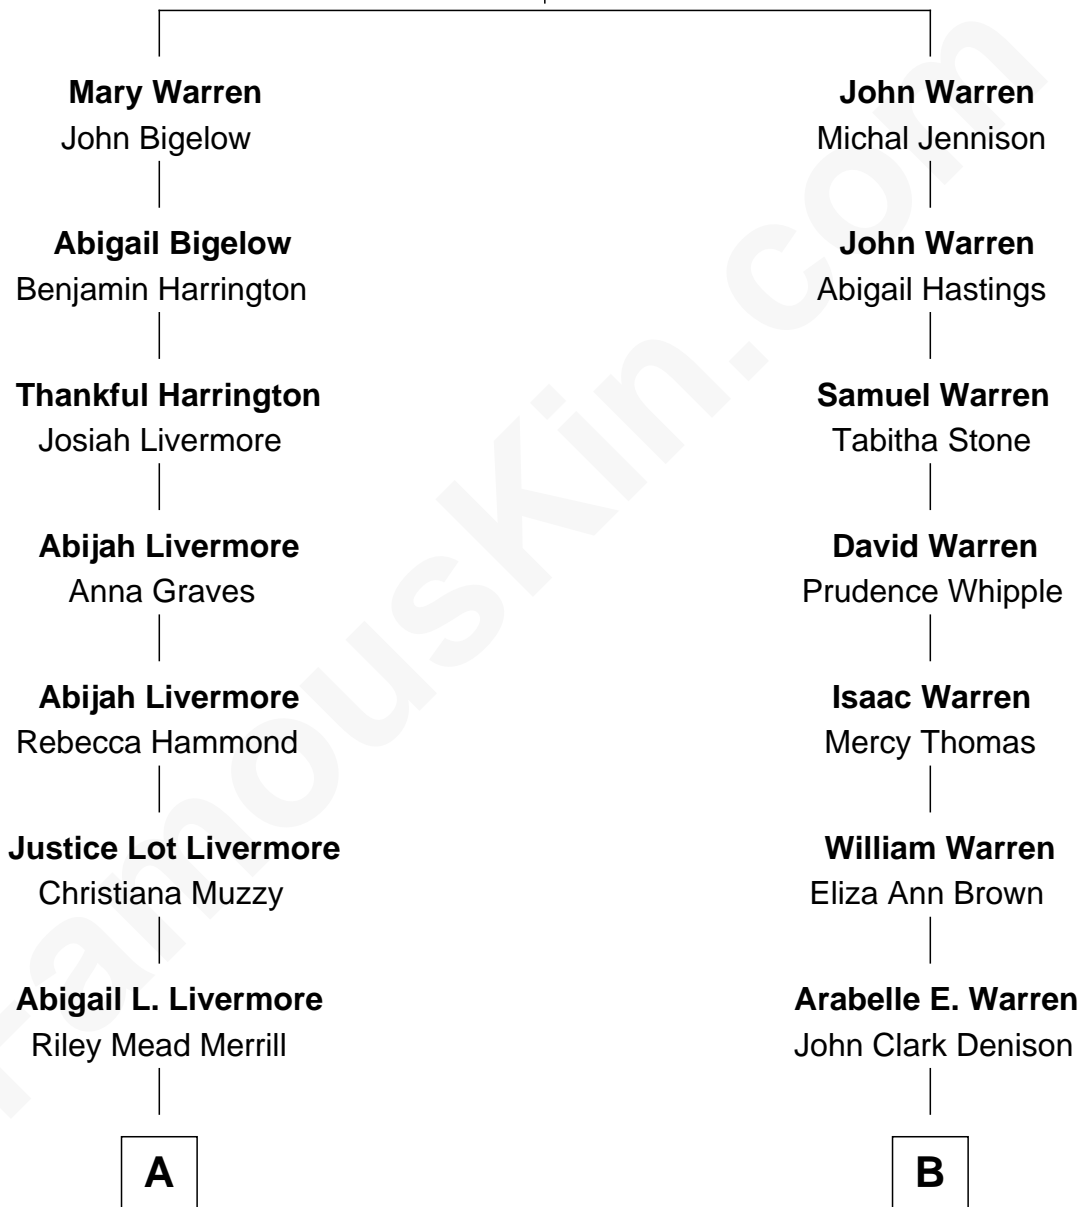 Mary Warren
John Bigelow
John Warren
Michal Jennison
Abigail Bigelow
Benjamin Harrington
John Warren
Abigail Hastings
Thankful Harrington
Josiah Livermore
Samuel Warren
Tabitha Stone
Abijah Livermore
Anna Graves
David Warren
Prudence Whipple
Abijah Livermore
Rebecca Hammond
Isaac Warren
Mercy Thomas
Justice Lot Livermore
Christiana Muzzy
William Warren
Eliza Ann Brown
Abigail L. Livermore
Riley Mead Merrill
Arabelle E. Warren
John Clark Denison
A
B
FamousKin.com